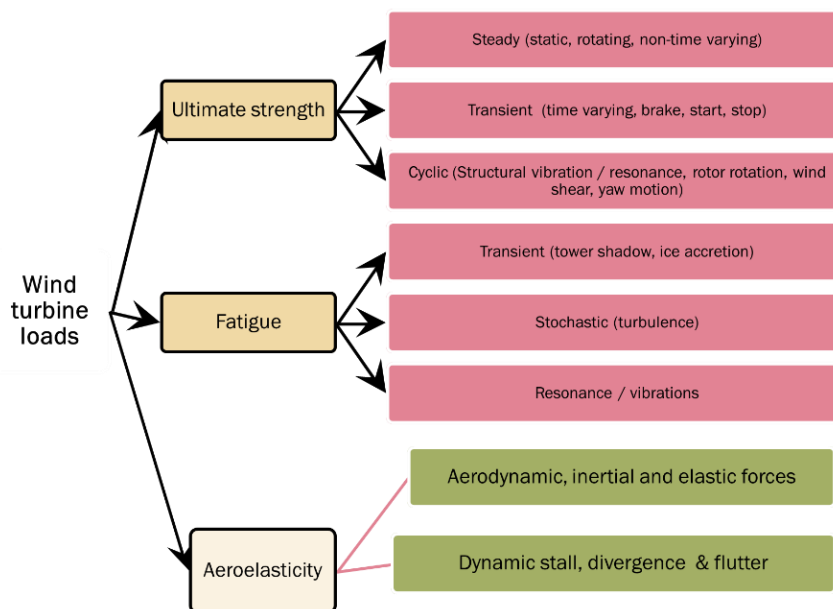 Steady (static, rotating, non-time varying)
Ultimate strength
Transient (time varying, brake, start, stop)
Cyclic (Structural vibration / resonance, rotor rotation, wind
shear, yaw motion)
Wind
turbine
loads
Transient (tower shadow, ice accretion)
Fatigue
Stochastic (turbulence)
Resonance / vibrations
Aerodynamic, inertial and elastic forces
Aeroelasticity
Dynamic stall, divergence & flutter